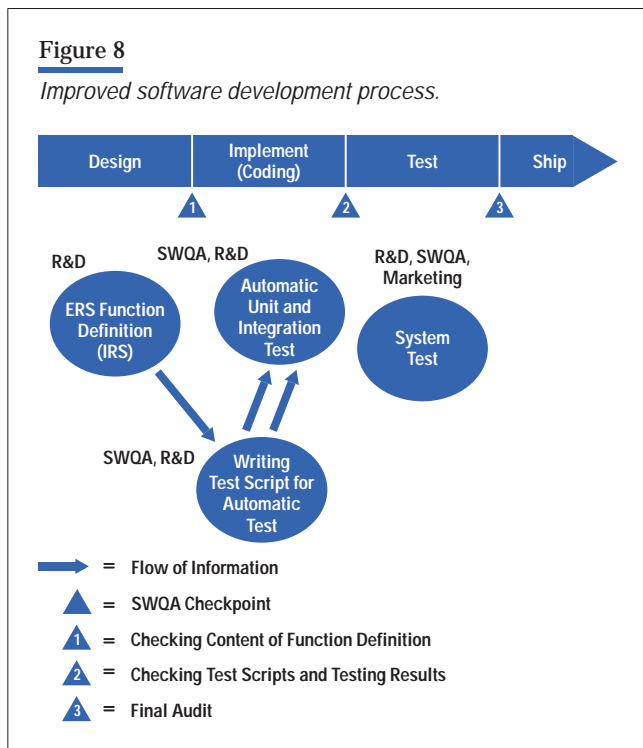 Figure 8
Improved software development process.
Design
Implement
(Coding)
Test
Ship
1
2
3
R&D
SWQA, R&D
R&D, SWQA,
Marketing
ERS Function
Definition
(IRS)
Automatic
Unit and
Integration
Test
System
Test
SWQA, R&D
Writing
Test Script for
Automatic
Test
= Flow of Information
= SWQA Checkpoint
1 = Checking Content of Function Definition
2 = Checking Test Scripts and Testing Results
3 = Final Audit